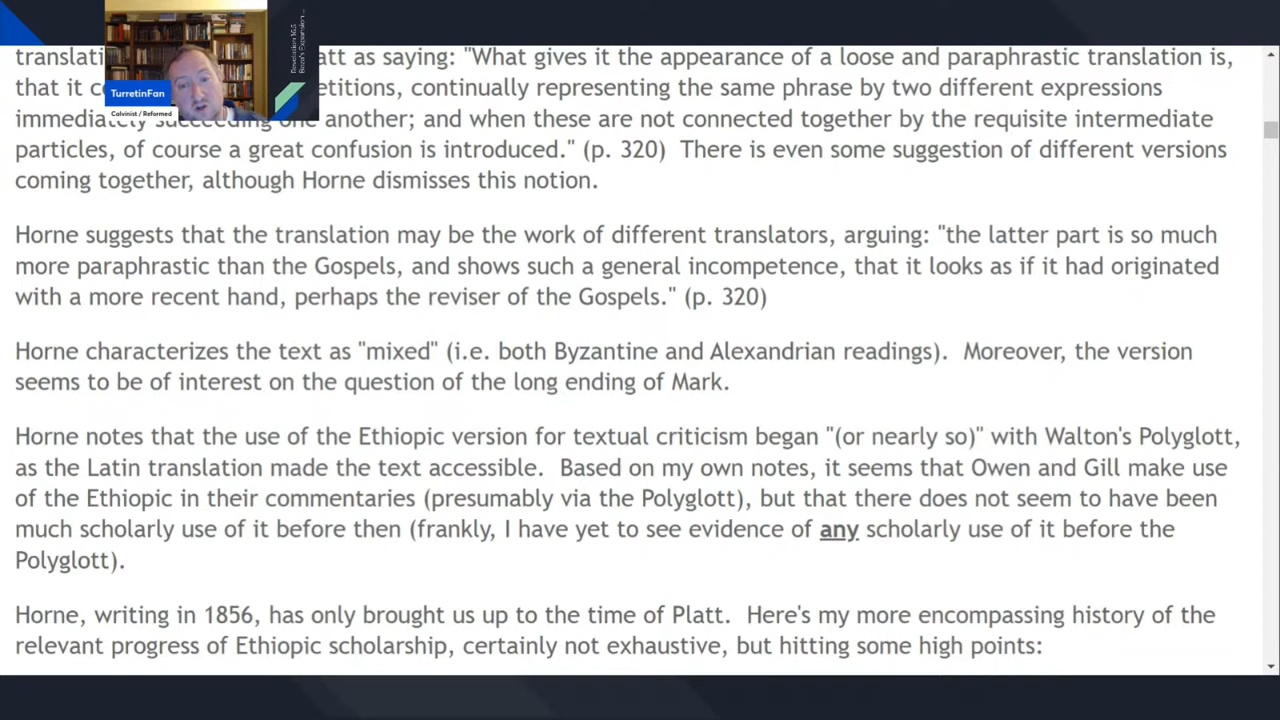 Revelation 16:5
Beza's Expansion
TurretinFan
Calvinist / Reformed
att as saying: "What gives it the appearance of a loose and paraphrastic translation is,
that it etitions, continually representing the same phrase by two different expressions
immediately succeeding one another; and when these are not connected together by the requisite intermediate
particles, of course a great confusion is introduced." (p. 320)  There is even some suggestion of different versions
coming together, although Horne dismisses this notion.
Horne suggests that the translation may be the work of different translators, arguing: "the latter part is so much
more paraphrastic than the Gospels, and shows such a general incompetence, that it looks as if it had originated
with a more recent hand, perhaps the reviser of the Gospels." (p. 320)
Horne characterizes the text as "mixed" (i.e. both Byzantine and Alexandrian readings).  Moreover, the version
seems to be of interest on the question of the long ending of Mark.
Horne notes that the use of the Ethiopic version for textual criticism began "(or nearly so)" with Walton's Polyglott,
as the Latin translation made the text accessible.  Based on my own notes, it seems that Owen and Gill make use
of the Ethiopic in their commentaries (presumably via the Polyglott), but that there does not seem to have been
much scholarly use of it before then (frankly, I have yet to see evidence of any scholarly use of it before the
Polyglott).
Horne, writing in 1856, has only brought us up to the time of Platt.  Here's my more encompassing history of the
relevant progress of Ethiopic scholarship, certainly not exhaustive, but hitting some high points: